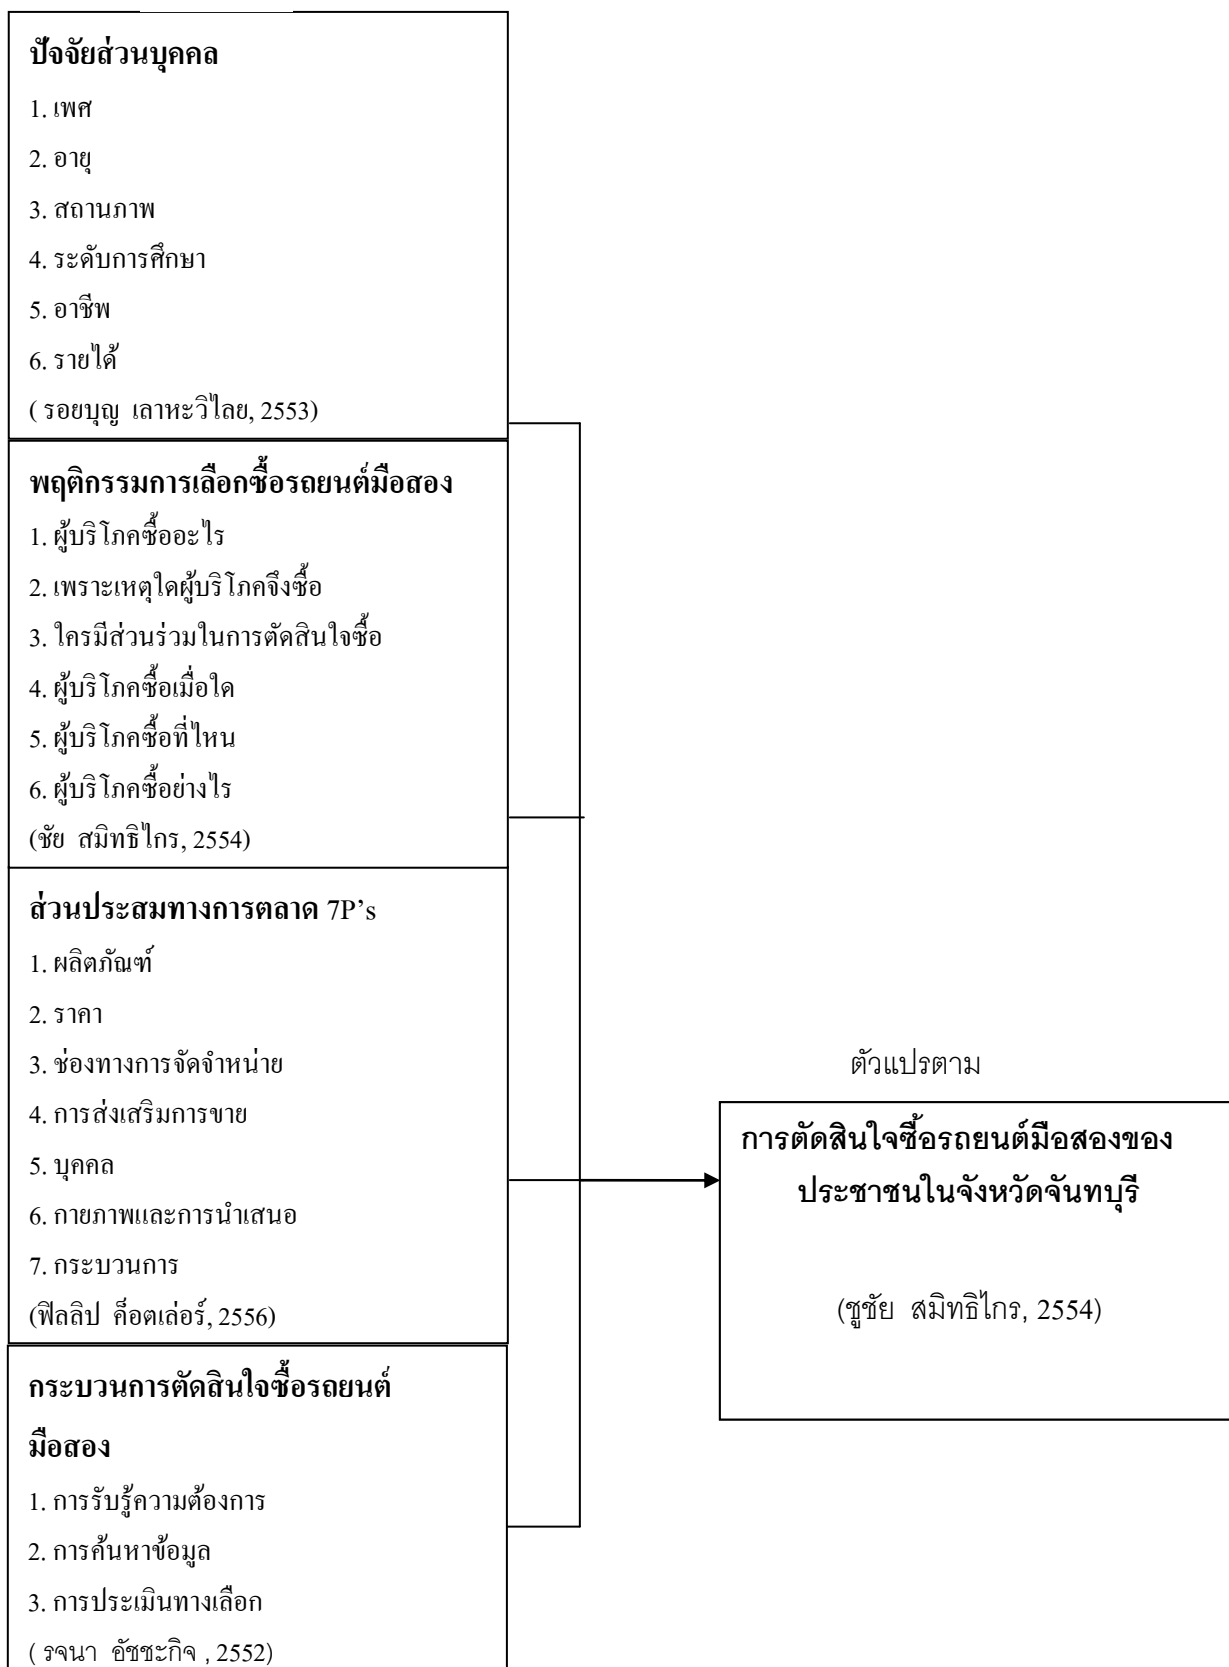 ปัจจัยส่วนบุคคล
1. เพศ
2. อายุ
3. สถานภาพ
4. ระดับการศึกษา
5. อาชีพ
6. รายได้
( รอยบุญ เลาหะวิไลย, 2553)
พฤติกรรมการเลือกซื้อรถยนต์มือสอง
1. ผู้บริโภคซื้ออะไร
2. เพราะเหตุใดผู้บริโภคจึงซื้อ
3. ใครมีส่วนร่วมในการตัดสินใจซื้อ
4. ผู้บริโภคซื้อเมื่อใด
5. ผู้บริโภคซื้อที่ไหน
6. ผู้บริโภคซื้อย่างไร
(ชัย สมิทธิไกร, 2554)
ส่วนประสมทางการตลาด 7P’s
1. ผลิตภัณฑ์
2. ราคา
3. ช่องทางการจัดจำหน่าย
4. การส่งเสริมการขาย
5. บุคคล
6. กายภาพและการนำเสนอ
7. กระบวนการ
(ฟิลลิป ค็อตเล่อร์, 2556)
กระบวนการตัดสินใจซื้อรถยนต์
มือสอง
1. การรับรู้ความต้องการ
2. การค้นหาข้อมูล
3. การประเมินทางเลือก
( รจนา อัชชะกิจ , 2552)
ตัวแปรตาม
การตัดสินใจซื้อรถยนต์มือสองของ
ประชาชนในจังหวัดจันทบุรี
(ชูชัย สมิทธิไกร, 2554)